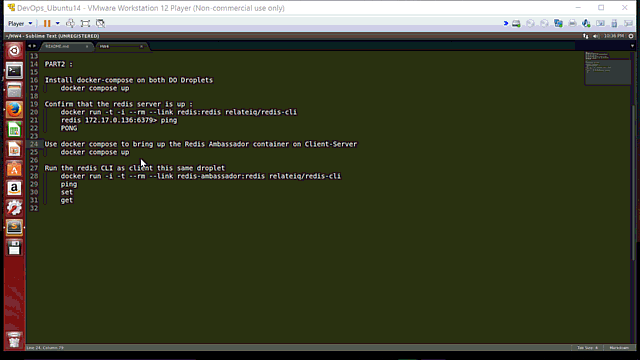 DevOps_Ubuntu14 - VMware Workstation 12 Player (Non-commercial use only)
Player
~/HW4 - Sublime Text (UNREGISTERED)
10:36 PM
README.md
HW4
13
14 PART2 :
15
16 Install docker-compose on both DO Droplets
17 docker compose up
18
19 Confirm that the redis server is up :
20 docker run -t -i --rm --link redis:redis relateiq/redis-cli
21 redis 172.17.0.136:6379> ping
22 PONG
23
24 Use docker compose to bring up the Redis Ambassador container on Client-Server
25 docker compose up
26
27 Run the redis CLI as client this same droplet
28 docker run -i -t --rm --link redis-ambassador:redis relateiq/redis-cli
29 ping
30 set
31 get
32
Line 24, Column 79
Tab Size: 4
Markdown